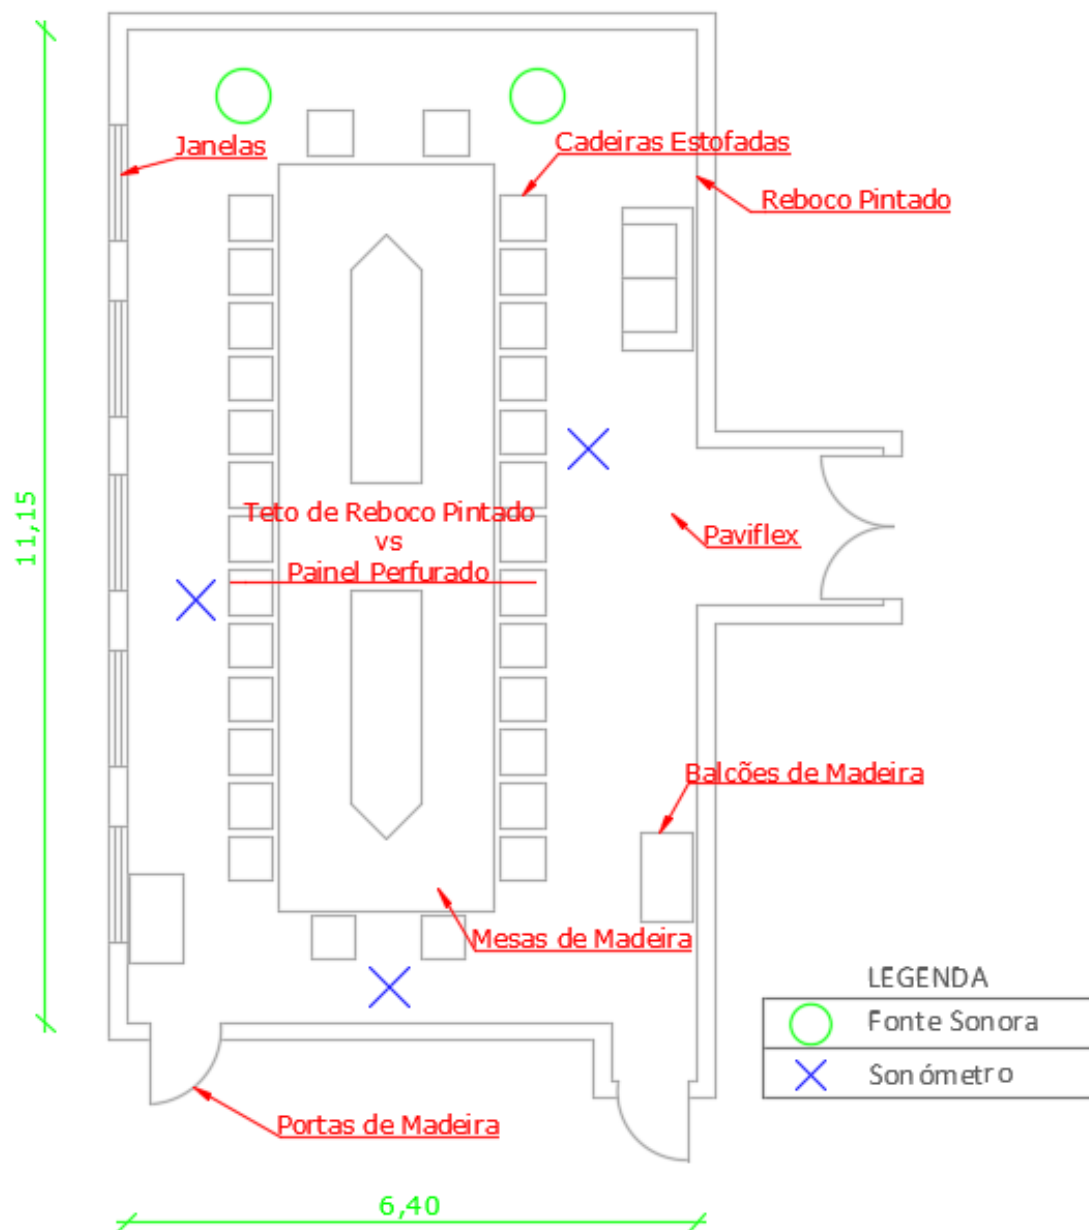 Janelas
Cadeiras Estofadas
Reboco Pintado
11,15
Teto de Reboco Pintado
vs
Painel Perfurado
Paviflex
Balcões de Madeira
Mesas de Madeira
LEGENDA
Fonte Sonora
Sonómetro
Portas de Madeira
6,40